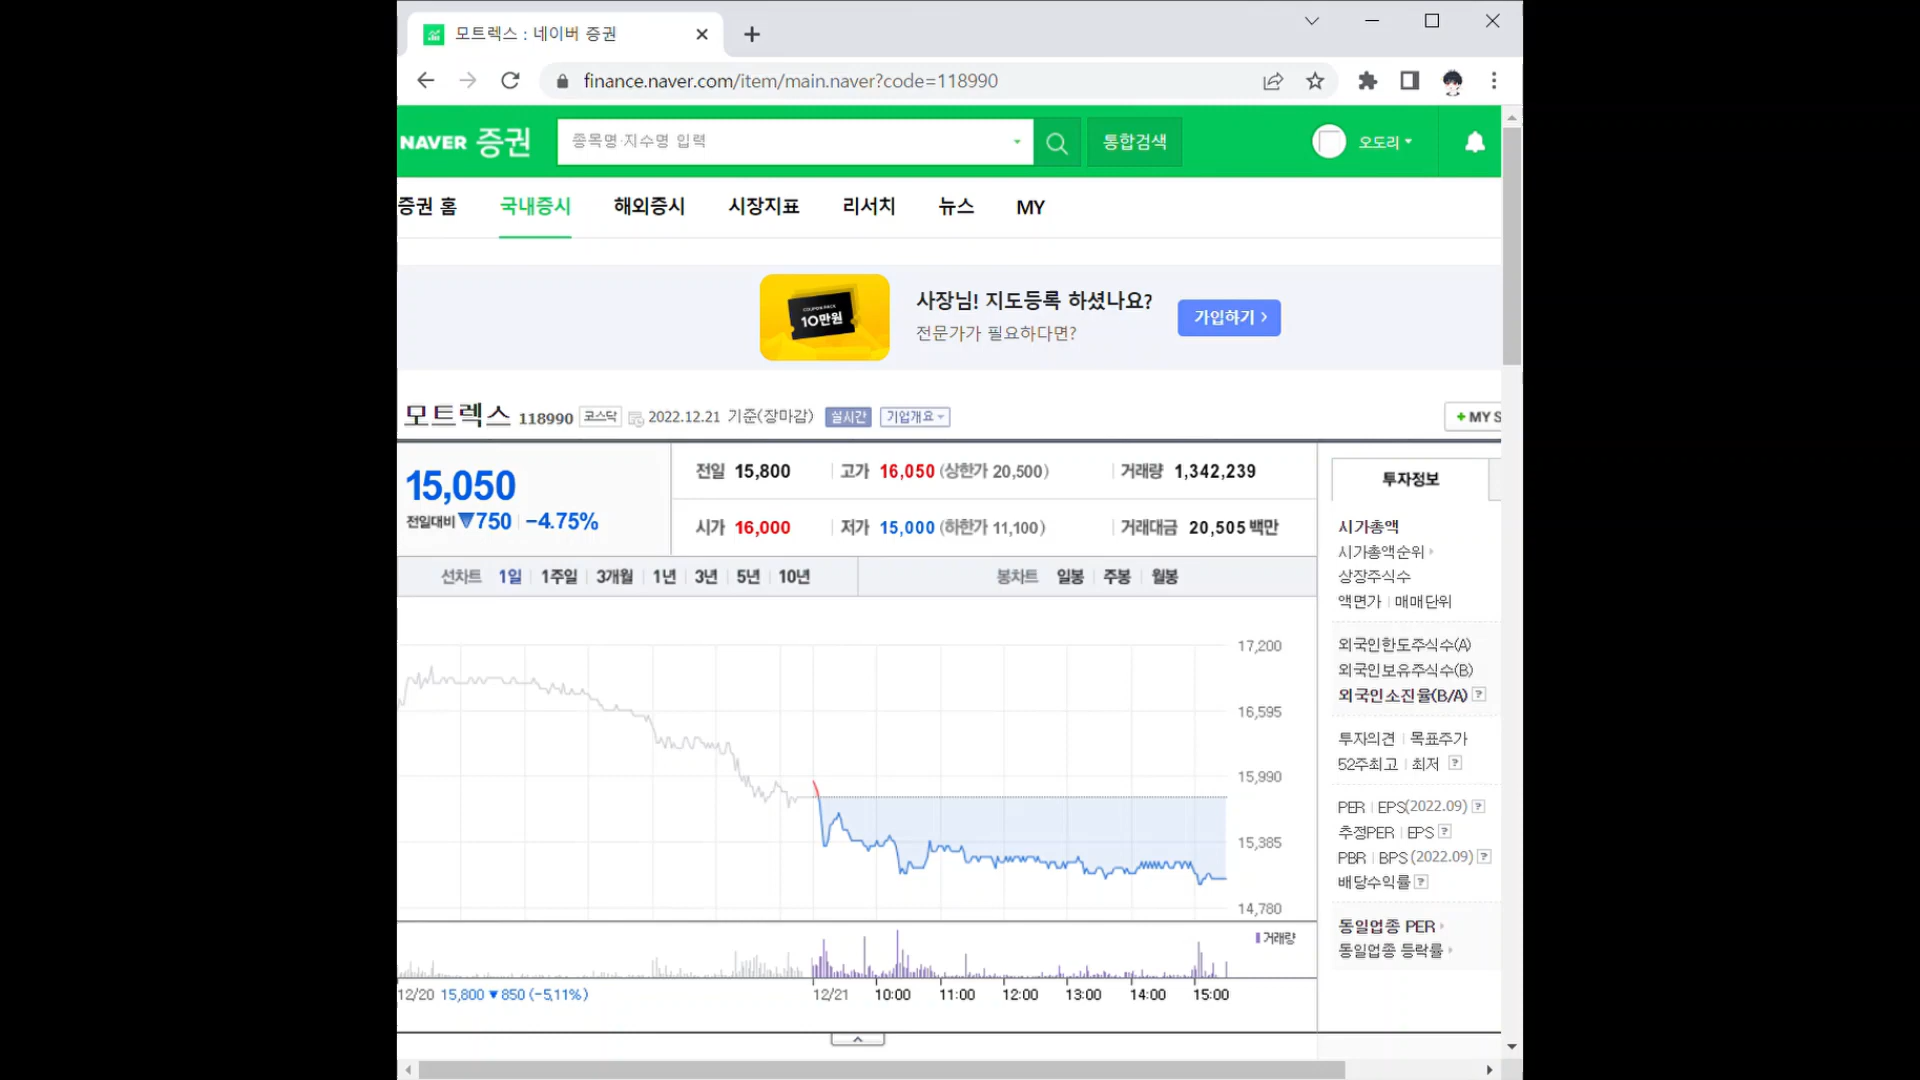 모트렉스 : 네이버 증권
finance.naver.com/item/main.naver?code=118990
NAVER 증권
종목명·지수명 입력
통합검색
오도리
증권 홈 국내증시 해외증시 시장지표 리서치 뉴스 MY
COUPON PACK
10만원
사장님! 지도등록 하셨나요?
전문가가 필요하다면?
가입하기 >
모트렉스 118990 코스닥 2022.12.21 기준(장마감) 실시간 기업개요
+ MY S
15,050
전일대비 ▼750 | -4.75%
전일 15,800 | 고가 16,050 (상한가 20,500) | 거래량 1,342,239
시가 16,000 | 저가 15,000 (하한가 11,100) | 거래대금 20,505 백만
선차트 1일 1주일 3개월 1년 3년 5년 10년
봉차트 일봉 주봉 월봉
17,200
16,595
15,990
15,385
14,780
거래량
12/20 15,800 ▼ 850 (-5,11%)
12/21 10:00 11:00 12:00 13:00 14:00 15:00
투자정보
시가총액
시가총액순위
상장주식수
액면가 | 매매단위
외국인한도주식수(A)
외국인보유주식수(B)
외국인소진율(B/A) ?
투자의견 | 목표주가
52주최고 | 최저 ?
PER | EPS(2022.09) ?
추정PER | EPS ?
PBR | BPS (2022.09) ?
배당수익률 ?
동일업종 PER
동일업종 등락률